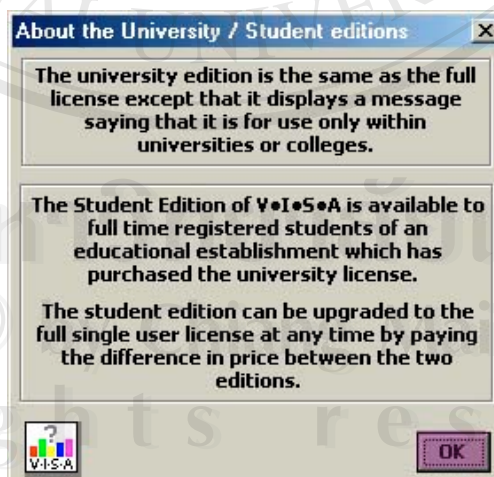 About the University / Student editions
The university edition is the same as the full
license except that it displays a message
saying that it is for use only within
universities or colleges.
The Student Edition of V•I•S•A is available to
full time registered students of an
educational establishment which has
purchased the university license.
The student edition can be upgraded to the
full single user license at any time by paying
the difference in price between the two
editions.
?
V·I·S·A
OK